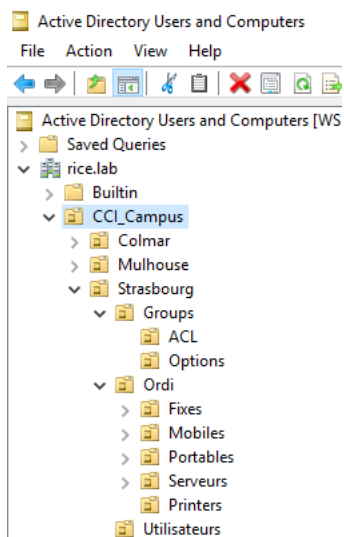 Active Directory Users and Computers
File Action View Help
Active Directory Users and Computers [WS
Saved Queries
rice.lab
Builtin
CCI_Campus
Colmar
Mulhouse
Strasbourg
Groups
ACL
Options
Ordi
Fixes
Mobiles
Portables
Serveurs
Printers
Utilisateurs